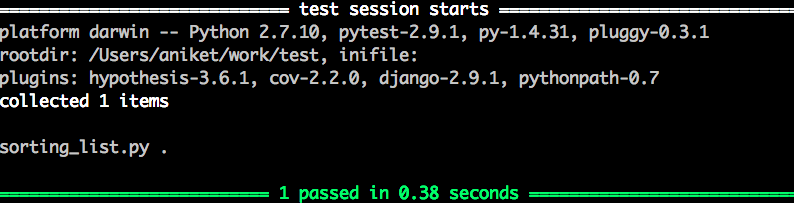 ============================= test session starts ==============================
platform darwin -- Python 2.7.10, pytest-2.9.1, py-1.4.31, pluggy-0.3.1
rootdir: /Users/aniket/work/test, inifile:
plugins: hypothesis-3.6.1, cov-2.2.0, django-2.9.1, pythonpath-0.7
collected 1 items
sorting_list.py .
=========================== 1 passed in 0.38 seconds ===========================